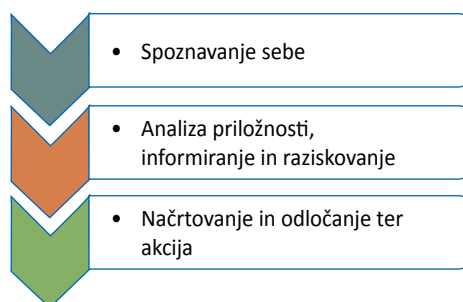 • Spoznavanje sebe
• Analiza priložnosti,
informiranje in raziskovanje
• Načrtovanje in odločanje ter
akcija